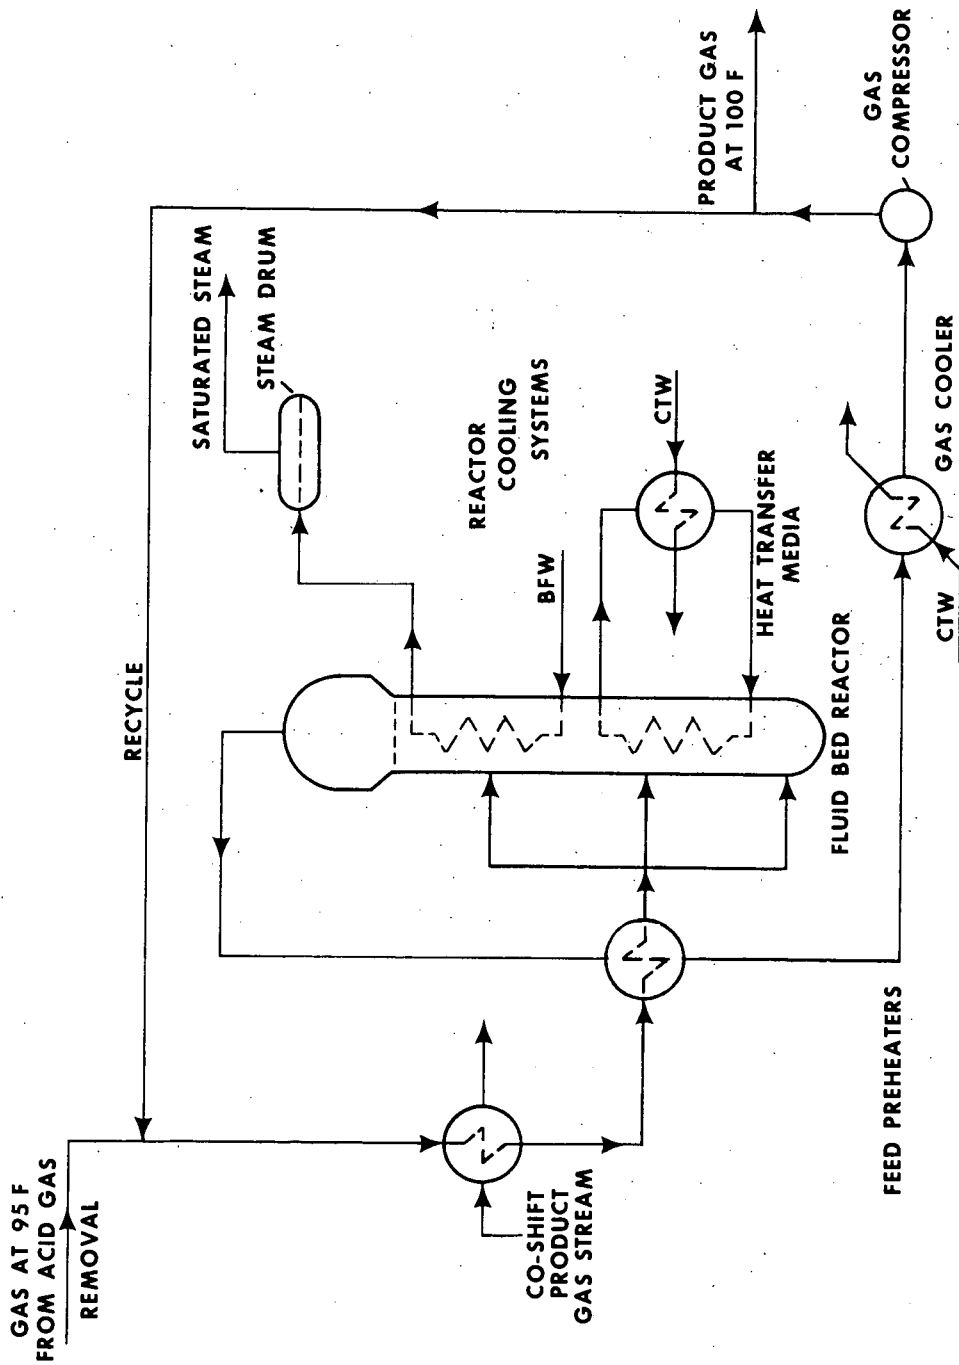 GAS AT 95 F
FROM ACID GAS
REMOVAL
RECYCLE
SATURATED STEAM
STEAM DRUM
PRODUCT GAS
AT 100 F
GAS
COMPRESSOR
REACTOR
COOLING
SYSTEMS
BFW
CTW
HEAT TRANSFER
MEDIA
CO-SHIFT
PRODUCT
GAS STREAM
FLUID BED REACTOR
GAS COOLER
CTW
FEED PREHEATERS